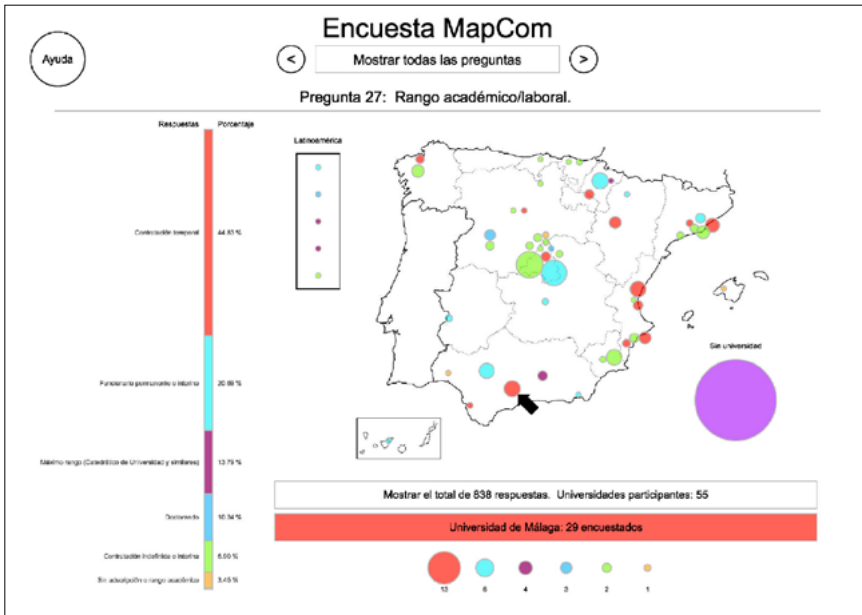 Encuesta MapCom
Ayuda
<
Mostrar todas las preguntas
>
Pregunta 27: Rango académico/laboral.
Respuestas
Porcentaje
Contratación temporal
44.83 %
Funcionario permanente o interino
20.69 %
Máximo rango (Catedrático de Universidad y similares)
13.79 %
Doctorando
10.34 %
Contratación indefinida o interina
6.90 %
Sin adscripción o rango académico
3.45 %
Latinoamérica
Sin universidad
Mostrar el total de 838 respuestas. Universidades participantes: 55
Universidad de Málaga: 29 encuestados
13
6
4
3
2
1